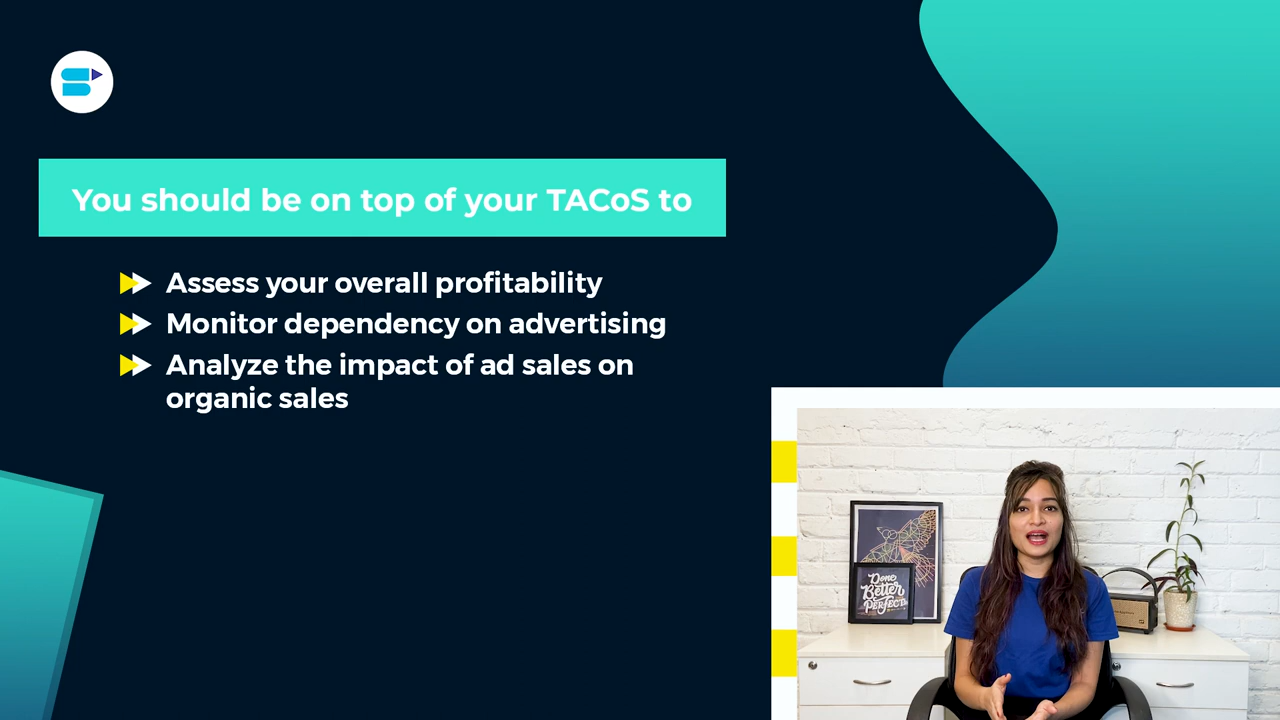 You should be on top of your TACoS to
Assess your overall profitability
Monitor dependency on advertising
Analyze the impact of ad sales on
organic sales
Done
Better
Perfect